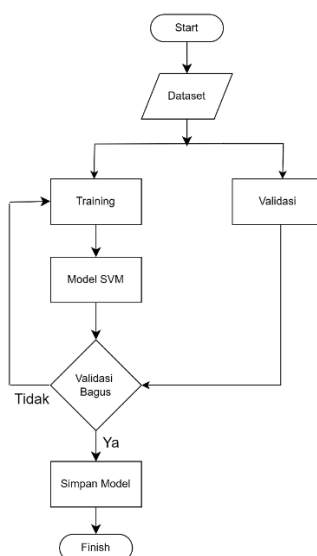 Start
Dataset
Training
Validasi
Model SVM
Validasi
Bagus
Tidak
Ya
Simpan Model
Finish